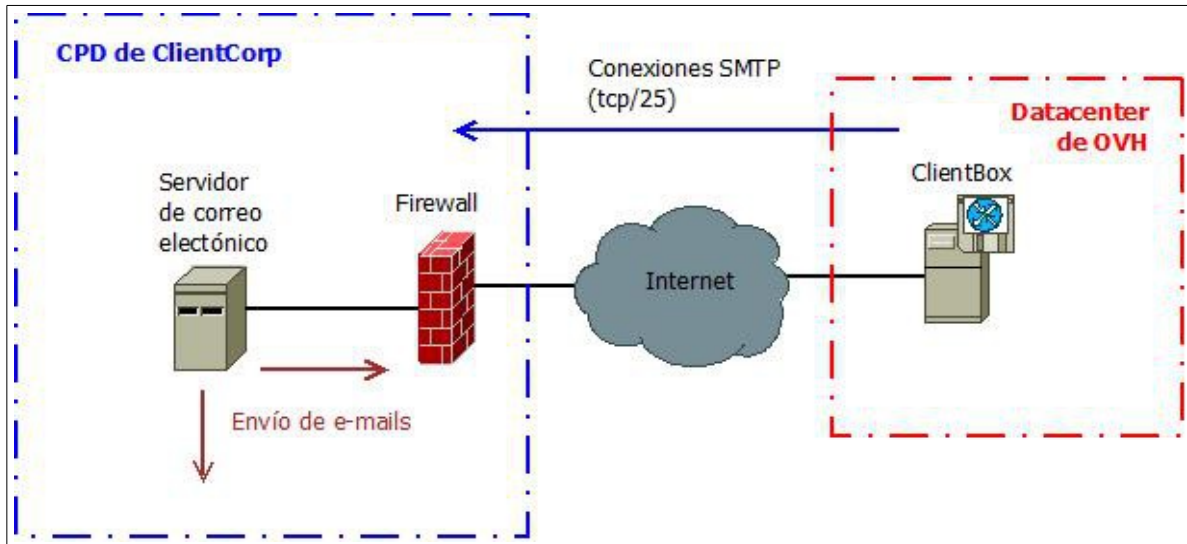 CPD de ClientCorp
Conexiones SMTP
(tcp/25)
Datacenter
de OVH
ClientBox
Servidor
de correo
electónico
Firewall
Internet
Envío de e-mails